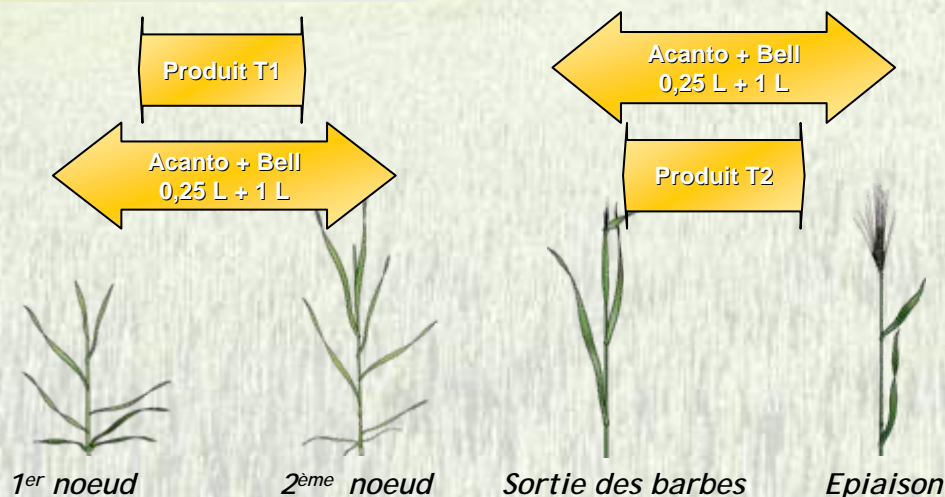 Produit T1
Acanto + Bell
0,25 L + 1 L
Acanto + Bell
0,25 L + 1 L
Produit T2
1er noeud
2ème noeud
Sortie des barbes
Epiaison